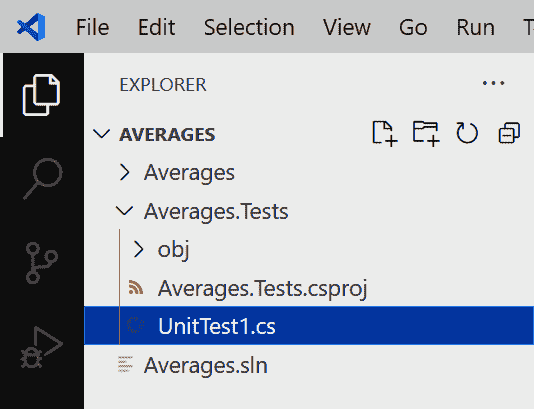 File Edit Selection View Go Run
EXPLORER ...
AVERAGES
Averages
Averages.Tests
obj
Averages.Tests.csproj
UnitTest1.cs
Averages.sln